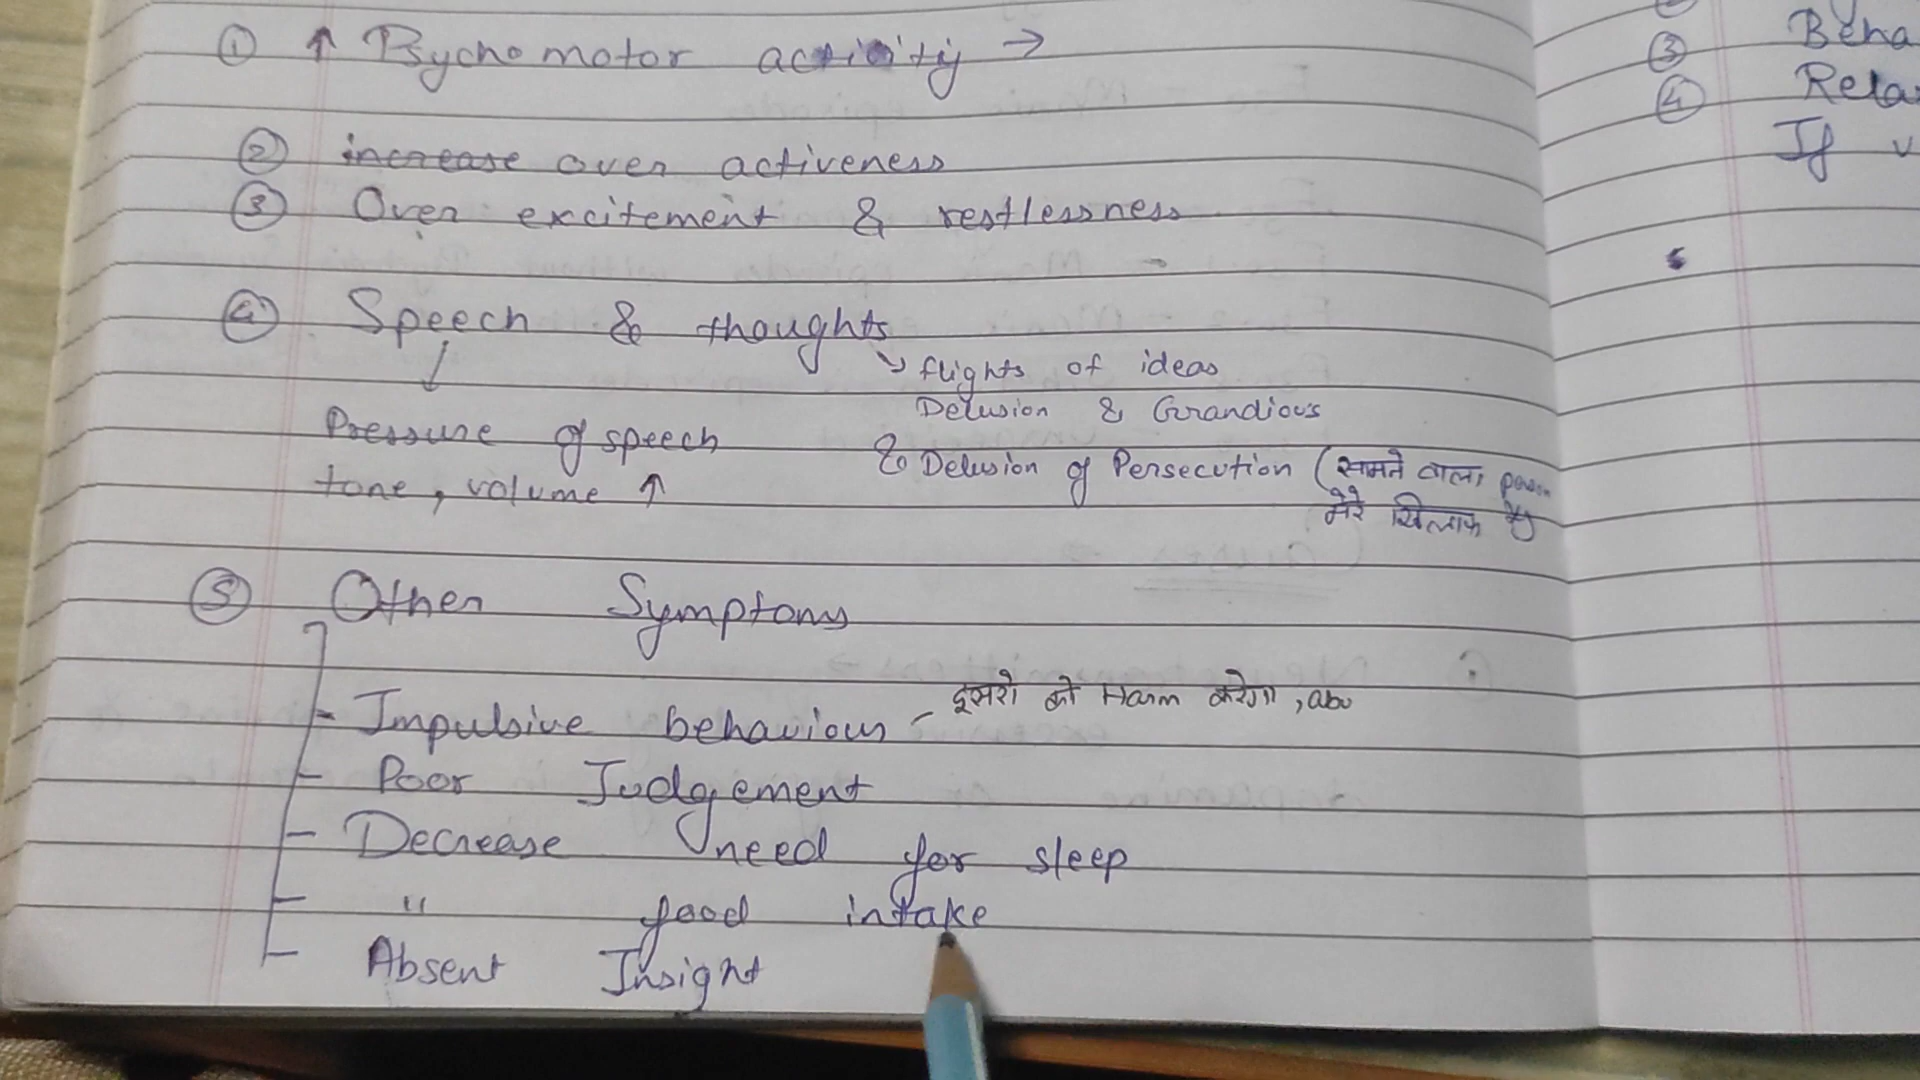 ① ↑ Psychomotor activity →
② increase over activeness
③ Over excitement & restlessness
④ Speech & thoughts
↓
↘ flights of ideas
Delusion & Grandious
Pressure of speech
tone, volume ↑
& Delusion of Persecution (सामने वाला person
मेरे खिलाफ है)
⑤ Other Symptoms
- Impulsive behaviour - दूसरो को Harm करेगा, abu
- Poor Judgement
- Decrease need for sleep
- " food intake
- Absent Insight
③ Beha
④ Rela
If